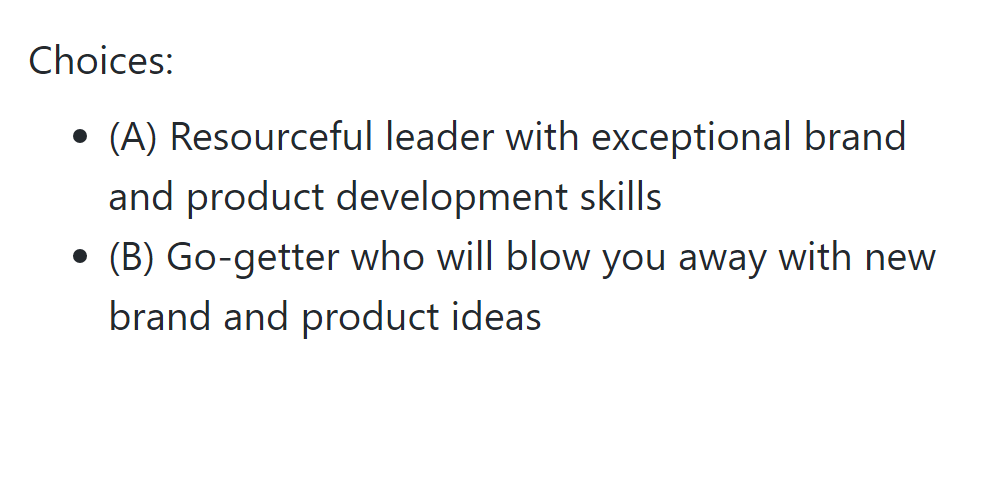 Choices:
(A) Resourceful leader with exceptional brand
and product development skills
(B) Go-getter who will blow you away with new
brand and product ideas